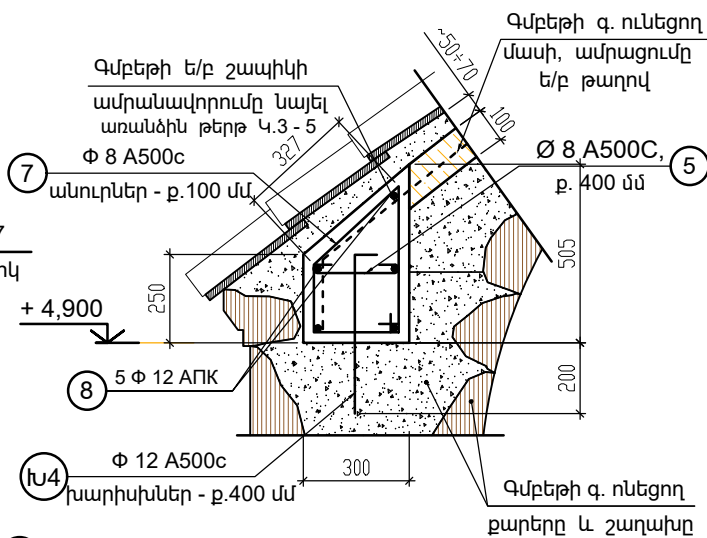 Գմբեթի գ. ունեցող
մասի, ամրացումը
ե/բ թաղով
~50÷70
100
Գմբեթի ե/բ շապիկի
ամրանավորումը նայել
առանձին թերթ Կ.3 - 5
327
7
Φ 8 A500c
անուրներ - ք.100 մմ
Ø 8 A500C,
ք. 400 մմ
5
505
250
+ 4,900
8
5 Φ 12 АПК
200
Խ4
Φ 12 A500c
խարիսխներ - ք.400 մմ
300
Գմբեթի գ. ոնեցող
քարերը և շաղախը